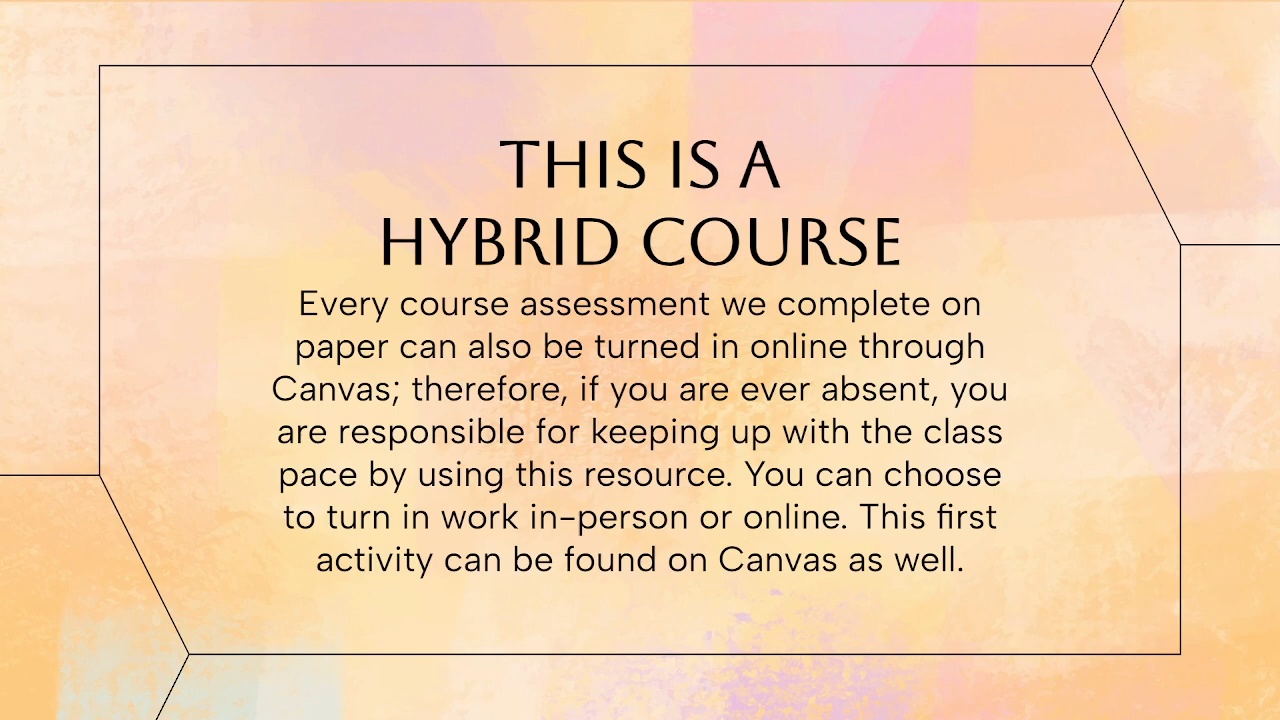 THIS IS A
HYBRID COURSE
Every course assessment we complete on
paper can also be turned in online through
Canvas; therefore, if you are ever absent, you
are responsible for keeping up with the class
pace by using this resource. You can choose
to turn in work in-person or online. This first
activity can be found on Canvas as well.